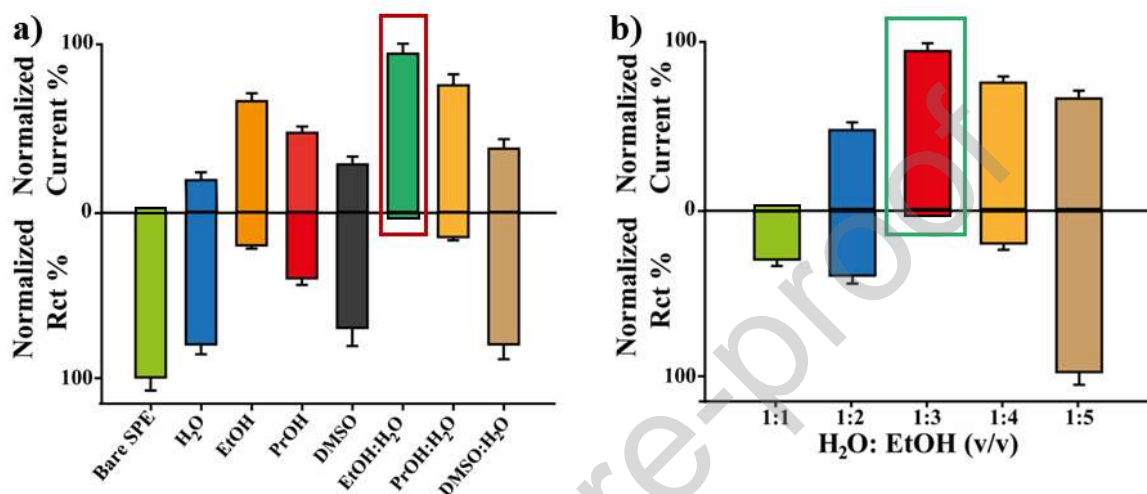 a)
Normalized
Current %
Normalized
Rct %
100
0
100
Bare SPE
H₂O
EtOH
PrOH
DMSO
EtOH:H₂O
PrOH:H₂O
DMSO:H₂O
b)
Normalized
Current %
Normalized
Rct %
100
0
100
1:1 1:2 1:3 1:4 1:5
H₂O: EtOH (v/v)
re-proof